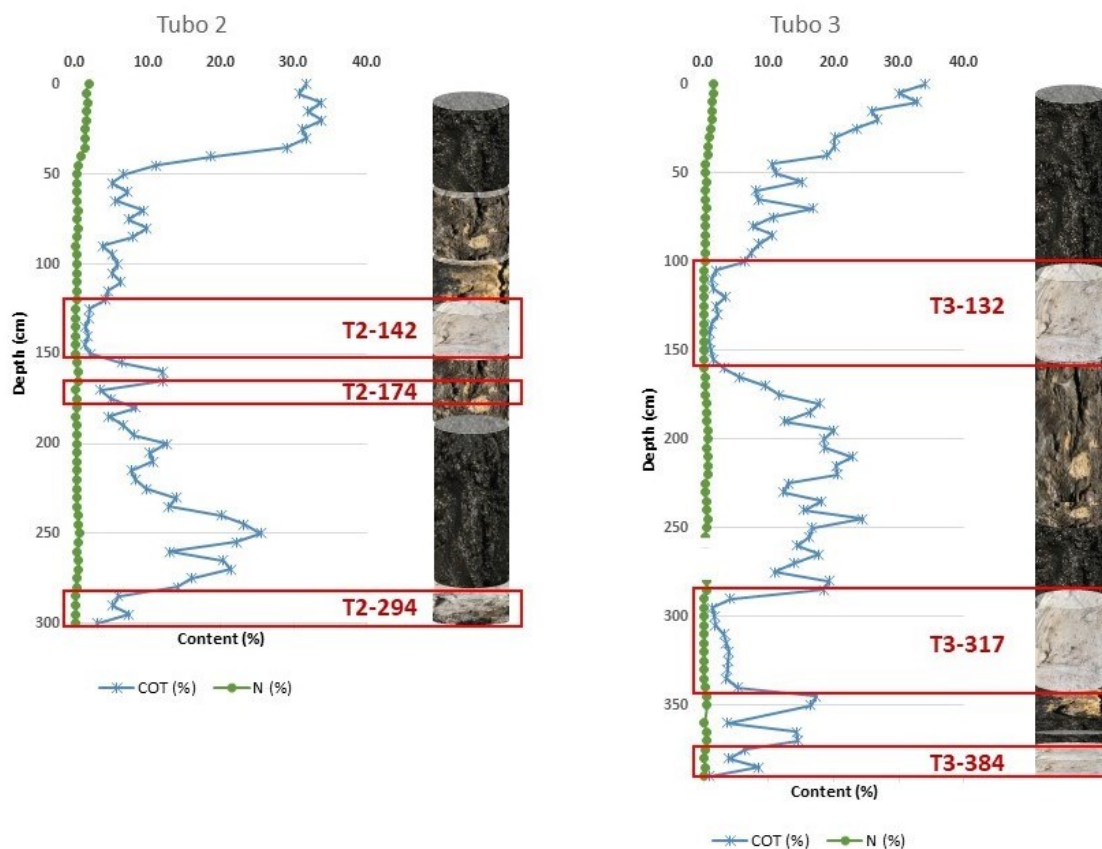 Tubo 2
0.0 10.0 20.0 30.0 40.0
0
50
100
150
200
250
300
Depth (cm)
T2-142
T2-174
T2-294
Content (%)
COT (%) N (%)
Tubo 3
0.0 10.0 20.0 30.0 40.0
0
50
100
150
200
250
300
350
Depth (cm)
T3-132
T3-317
T3-384
Content (%)
COT (%) N (%)